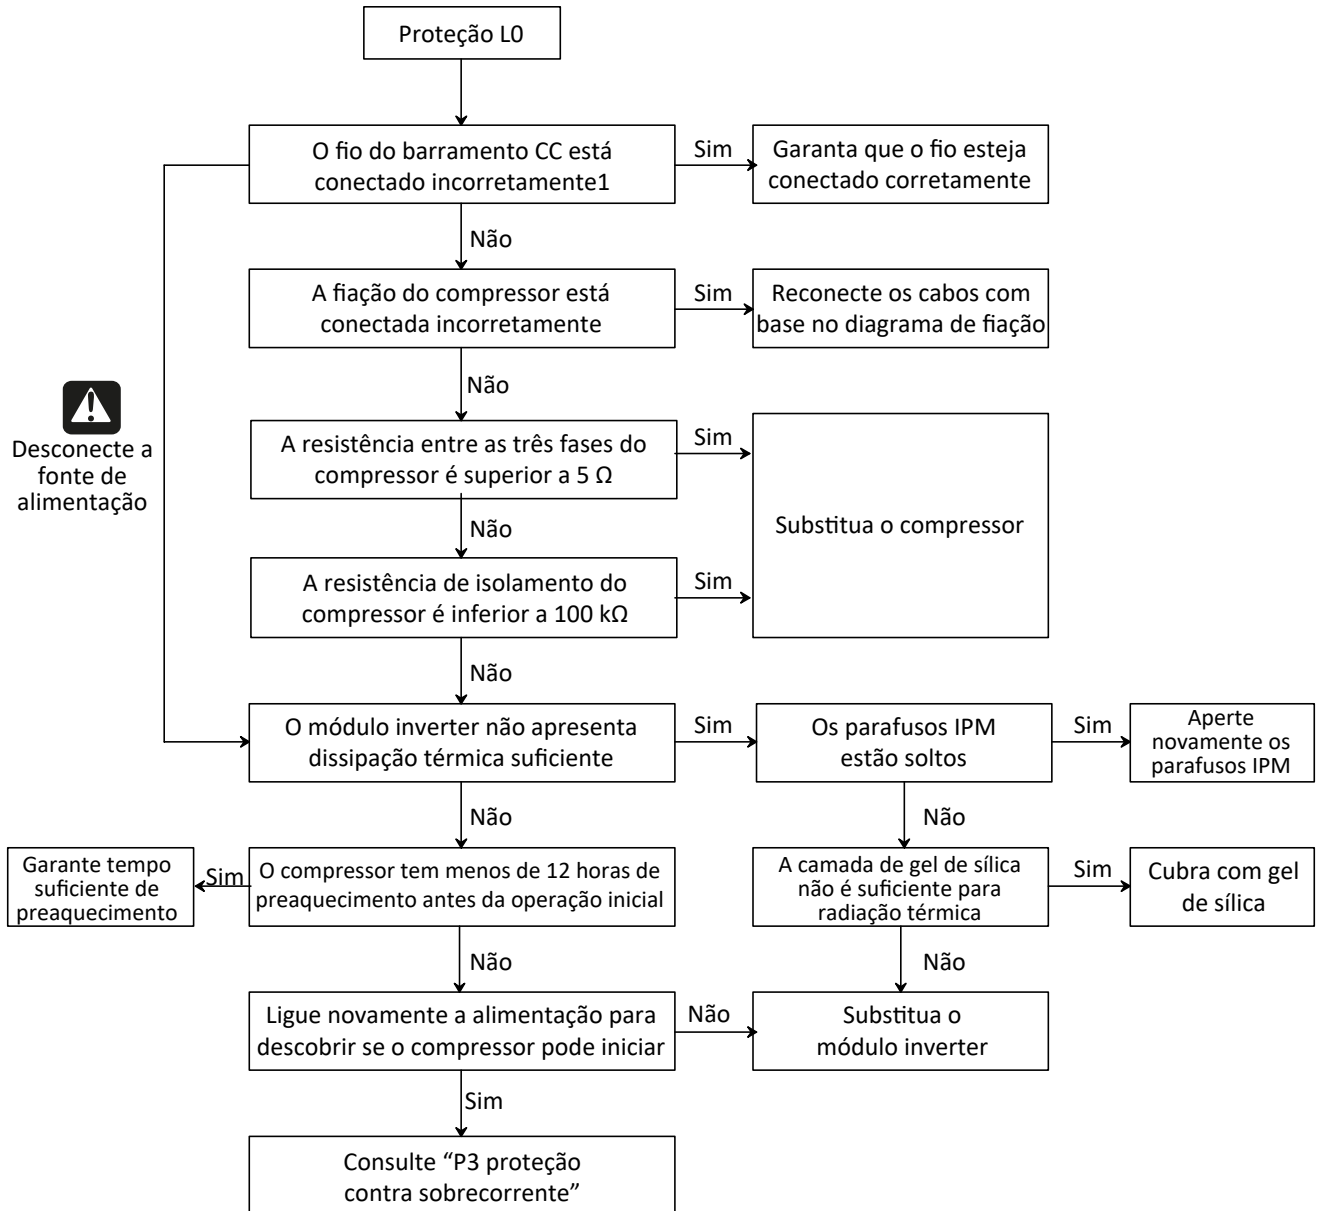 Proteção L0
O fio do barramento CC está
conectado incorretamente1
Sim
Garanta que o fio esteja
conectado corretamente
Não
A fiação do compressor está
conectada incorretamente
Sim
Reconecte os cabos com
base no diagrama de fiação
Não
Desconecte a
fonte de
alimentação
A resistência entre as três fases do
compressor é superior a 5 Ω
Sim
Substitua o compressor
Não
A resistência de isolamento do
compressor é inferior a 100 kΩ
Sim
Não
O módulo inverter não apresenta
dissipação térmica suficiente
Sim
Os parafusos IPM
estão soltos
Sim
Aperte
novamente os
parafusos IPM
Não
Não
Garante tempo
suficiente de
preaquecimento
Sim
O compressor tem menos de 12 horas de
preaquecimento antes da operação inicial
A camada de gel de sílica
não é suficiente para
radiação térmica
Sim
Cubra com gel
de sílica
Não
Não
Ligue novamente a alimentação para
descobrir se o compressor pode iniciar
Não
Substitua o
módulo inverter
Sim
Consulte “P3 proteção
contra sobrecorrente”